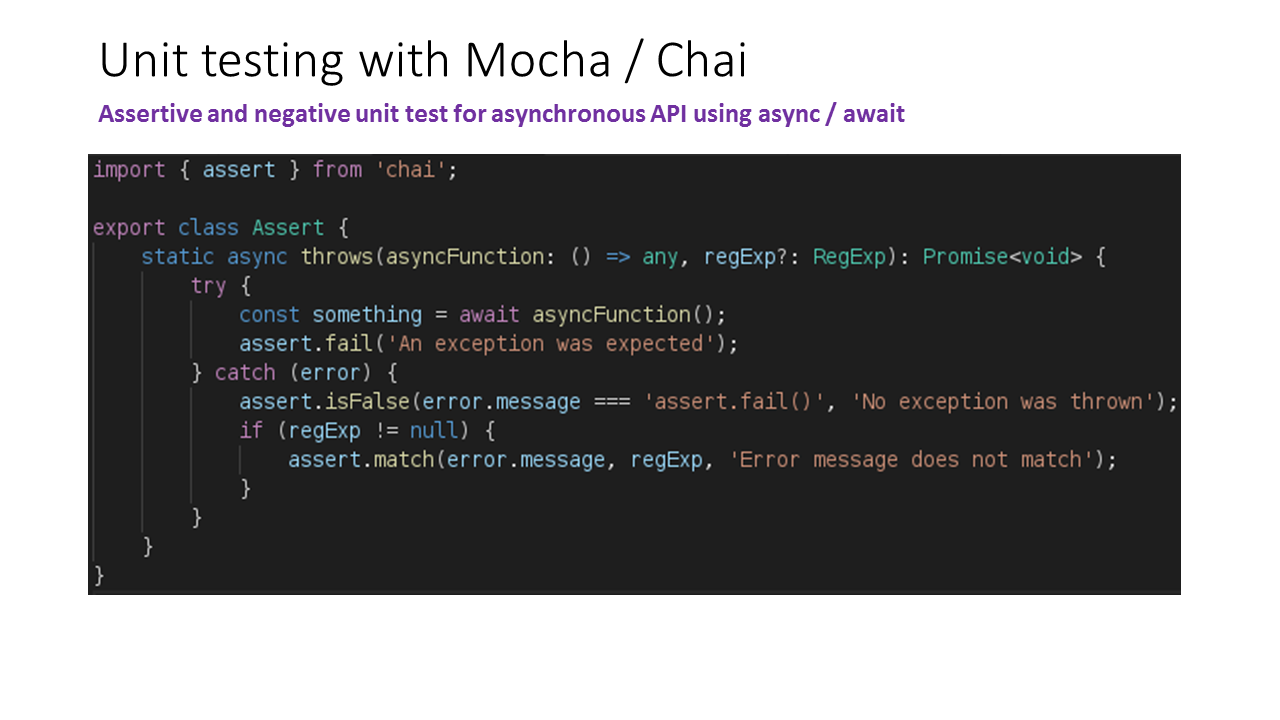 Unit testing with Mocha / Chai
Assertive and negative unit test for asynchronous API using async / await
import { assert } from 'chai';
export class Assert {
    static async throws(asyncFunction: () => any, regExp?: RegExp): Promise<void> {
        try {
            const something = await asyncFunction();
            assert.fail('An exception was expected');
        } catch (error) {
            assert.isFalse(error.message === 'assert.fail()', 'No exception was thrown');
            if (regExp != null) {
                assert.match(error.message, regExp, 'Error message does not match');
            }
        }
    }
}